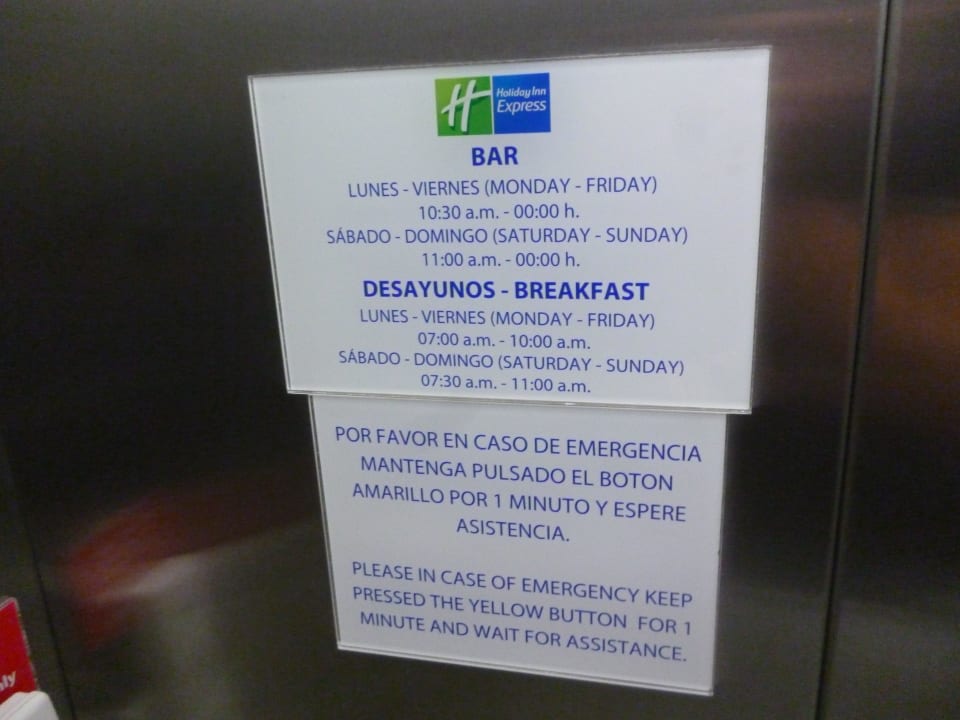 Holiday Inn
Express
BAR
LUNES - VIERNES (MONDAY - FRIDAY)
10:30 a.m. - 00:00 h.
SÁBADO - DOMINGO (SATURDAY - SUNDAY)
11:00 a.m. - 00:00 h.
DESAYUNOS - BREAKFAST
LUNES - VIERNES (MONDAY - FRIDAY)
07:00 a.m. - 10:00 a.m.
SÁBADO - DOMINGO (SATURDAY - SUNDAY)
07:30 a.m. - 11:00 a.m.
POR FAVOR EN CASO DE EMERGENCIA
MANTENGA PULSADO EL BOTON
AMARILLO POR 1 MINUTO Y ESPERE
ASISTENCIA.
PLEASE IN CASE OF EMERGENCY KEEP
PRESSED THE YELLOW BUTTON FOR 1
MINUTE AND WAIT FOR ASSISTANCE.